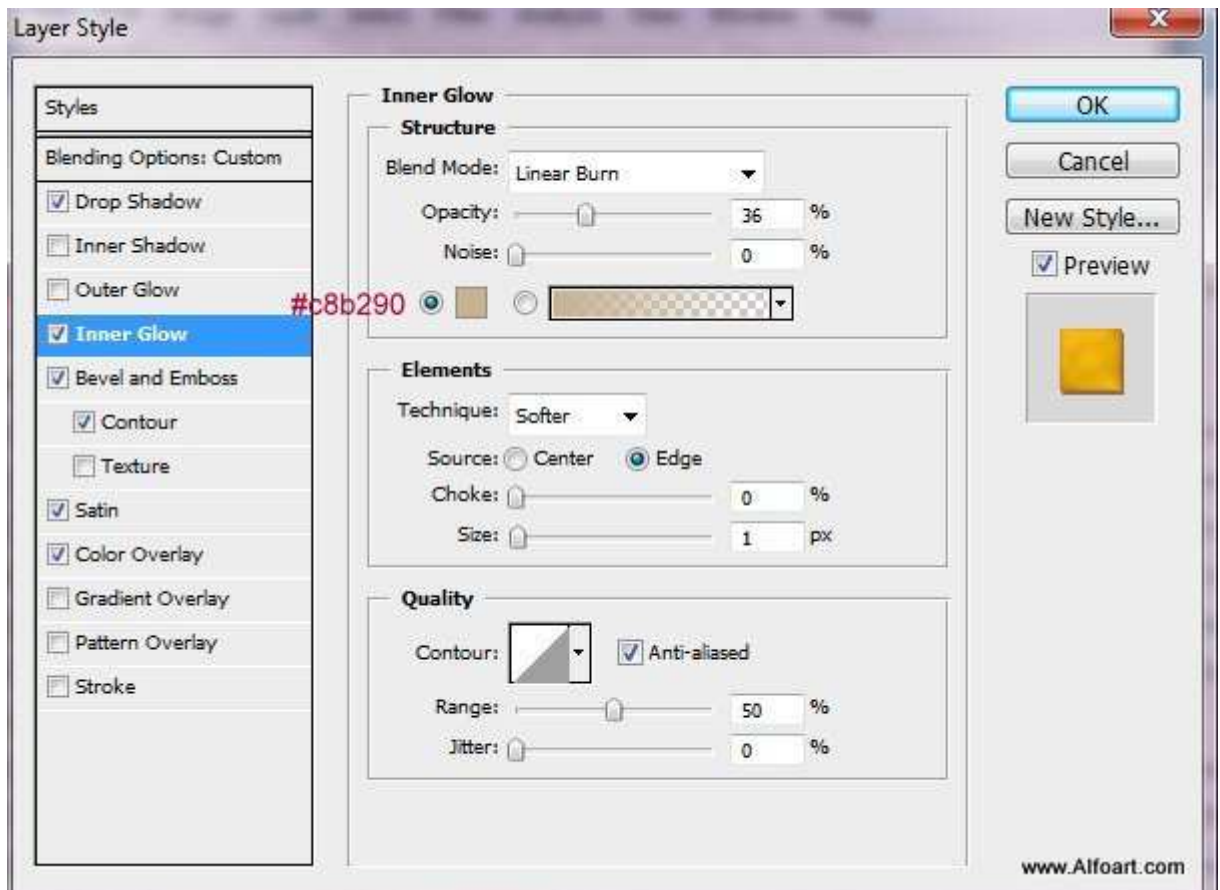 Layer Style
Styles
Blending Options: Custom
Drop Shadow
Inner Shadow
Outer Glow
Inner Glow
Bevel and Emboss
Contour
Texture
Satin
Color Overlay
Gradient Overlay
Pattern Overlay
Stroke
Inner Glow
Structure
Blend Mode: Linear Burn
Opacity: 36 %
Noise: 0 %
#c8b290
Elements
Technique: Softer
Source: Center Edge
Choke: 0 %
Size: 1 px
Quality
Contour: Anti-aliased
Range: 50 %
Jitter: 0 %
OK
Cancel
New Style...
Preview
www.Alfoart.com